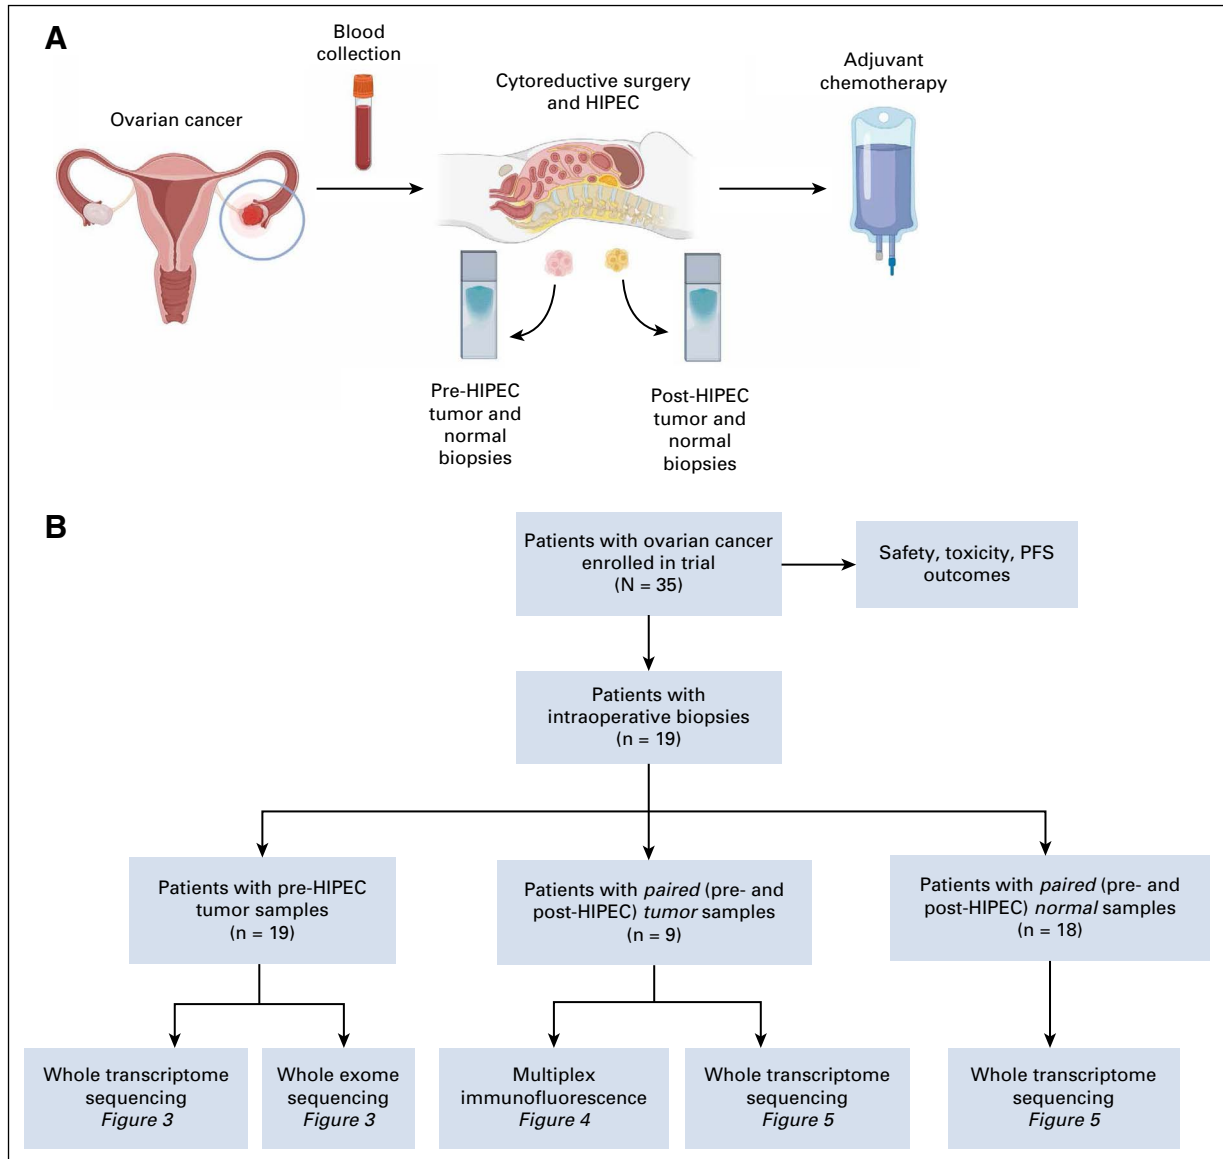 A
Blood
collection
Ovarian cancer
Cytoreductive surgery
and HIPEC
Adjuvant
chemotherapy
Pre-HIPEC
tumor and
normal
biopsies
Post-HIPEC
tumor and
normal
biopsies
B
Patients with ovarian cancer
enrolled in trial
(N = 35)
Safety, toxicity, PFS
outcomes
Patients with
intraoperative biopsies
(n = 19)
Patients with pre-HIPEC
tumor samples
(n = 19)
Patients with paired (pre- and
post-HIPEC) tumor samples
(n = 9)
Patients with paired (pre- and
post-HIPEC) normal samples
(n = 18)
Whole transcriptome
sequencing
Figure 3
Whole exome
sequencing
Figure 3
Multiplex
immunofluorescence
Figure 4
Whole transcriptome
sequencing
Figure 5
Whole transcriptome
sequencing
Figure 5